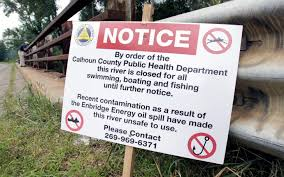 NOTICE
By order of the
Calhoun County Public Health Department
this river is closed for all
swimming, boating and fishing
until further notice.
Recent contamination as a result of
the Enbridge Energy oil spill have made
this river unsafe to use.
Please Contact
269-969-6371